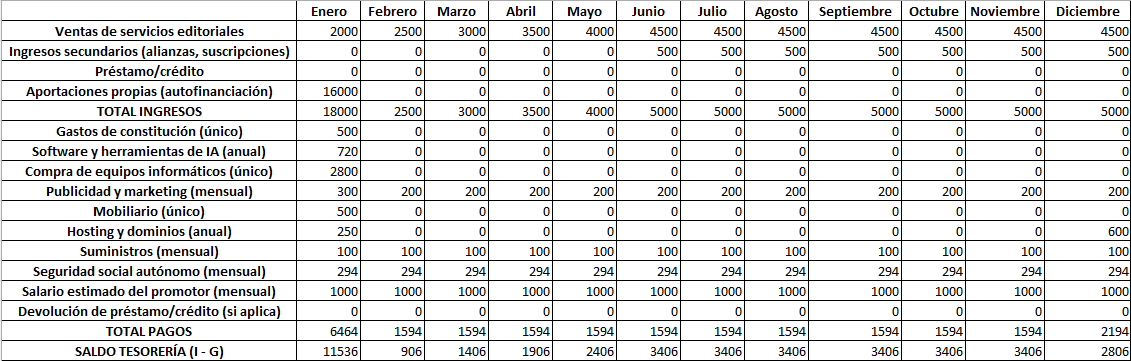 Enero Febrero Marzo Abril Mayo Junio Julio Agosto Septiembre Octubre Noviembre Diciembre
Ventas de servicios editoriales 2000 2500 3000 3500 4000 4500 4500 4500 4500 4500 4500 4500
Ingresos secundarios (alianzas, suscripciones) 0 0 0 0 0 500 500 500 500 500 500 500
Préstamo/crédito 0 0 0 0 0 0 0 0 0 0 0 0
Aportaciones propias (autofinanciación) 16000 0 0 0 0 0 0 0 0 0 0 0
TOTAL INGRESOS 18000 2500 3000 3500 4000 5000 5000 5000 5000 5000 5000 5000
Gastos de constitución (único) 500 0 0 0 0 0 0 0 0 0 0 0
Software y herramientas de IA (anual) 720 0 0 0 0 0 0 0 0 0 0 0
Compra de equipos informáticos (único) 2800 0 0 0 0 0 0 0 0 0 0 0
Publicidad y marketing (mensual) 300 200 200 200 200 200 200 200 200 200 200 200
Mobiliario (único) 500 0 0 0 0 0 0 0 0 0 0 0
Hosting y dominios (anual) 250 0 0 0 0 0 0 0 0 0 0 600
Suministros (mensual) 100 100 100 100 100 100 100 100 100 100 100 100
Seguridad social autónomo (mensual) 294 294 294 294 294 294 294 294 294 294 294 294
Salario estimado del promotor (mensual) 1000 1000 1000 1000 1000 1000 1000 1000 1000 1000 1000 1000
Devolución de préstamo/crédito (si aplica) 0 0 0 0 0 0 0 0 0 0 0 0
TOTAL PAGOS 6464 1594 1594 1594 1594 1594 1594 1594 1594 1594 1594 2194
SALDO TESORERÍA (I - G) 11536 906 1406 1906 2406 3406 3406 3406 3406 3406 3406 2806